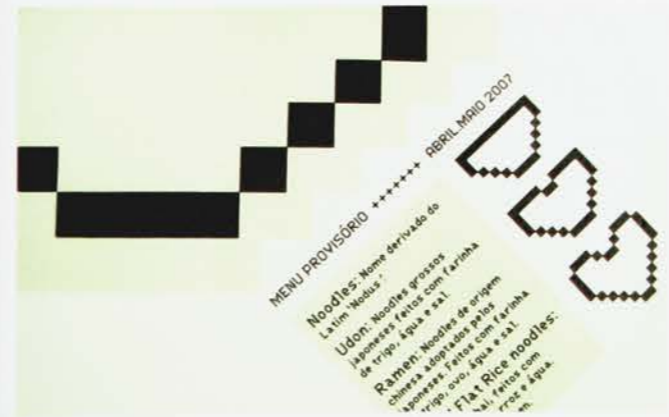 MENU PROVISÓRIO +++++++ ABRIL.MAIO 2007
Noodles: Nome derivado do
Latim 'Nodus'.
Udon: Noodles grossos
japoneses feitos com farinha
de trigo, água e sal.
Ramen: Noodles de origem
chinesa adoptados pelos
japoneses. Feitos com farinha
trigo, ovo, água e sal.
Flat Rice noodles:
feitos com
água.